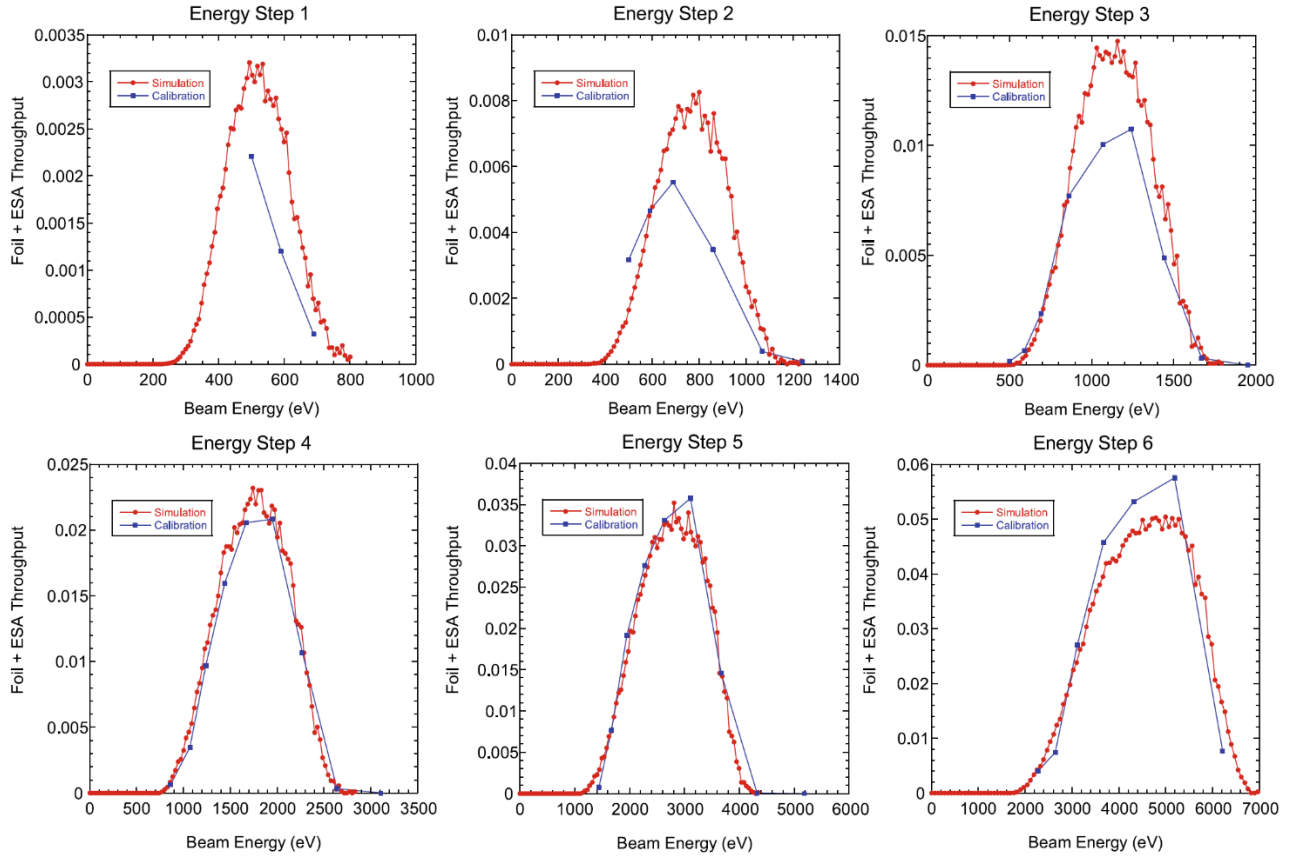 Energy Step 1
0.0035
0.003
0.0025
0.002
0.0015
0.001
0.0005
0
Foil + ESA Throughput
Simulation
Calibration
0 200 400 600 800 1000
Beam Energy (eV)
Energy Step 2
0.01
0.008
0.006
0.004
0.002
0
Foil + ESA Throughput
Simulation
Calibration
0 200 400 600 800 1000 1200 1400
Beam Energy (eV)
Energy Step 3
0.015
0.01
0.005
0
Foil + ESA Throughput
Simulation
Calibration
0 500 1000 1500 2000
Beam Energy (eV)
Energy Step 4
0.025
0.02
0.015
0.01
0.005
0
Foil + ESA Throughput
Simulation
Calibration
0 500 1000 1500 2000 2500 3000 3500
Beam Energy (eV)
Energy Step 5
0.04
0.035
0.03
0.025
0.02
0.015
0.01
0.005
0
Foil + ESA Throughput
Simulation
Calibration
0 1000 2000 3000 4000 5000 6000
Beam Energy (eV)
Energy Step 6
0.06
0.05
0.04
0.03
0.02
0.01
0
Foil + ESA Throughput
Simulation
Calibration
0 1000 2000 3000 4000 5000 6000 7000
Beam Energy (eV)